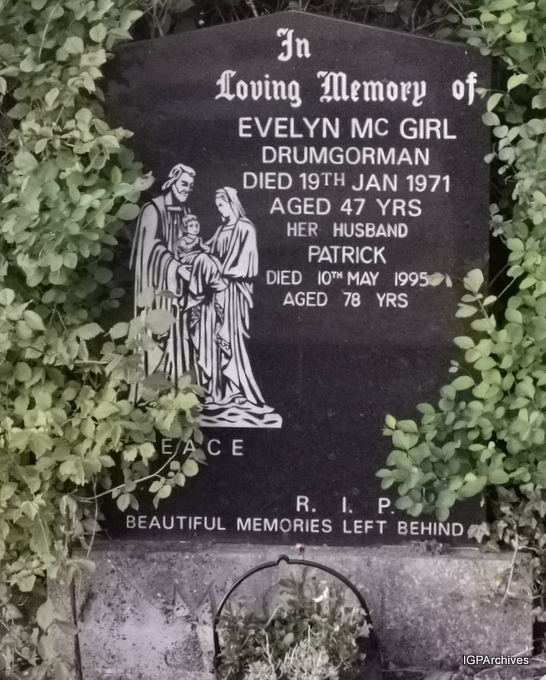 In
Loving Memory of
EVELYN MC GIRL
DRUMGORMAN
DIED 19TH JAN 1971
AGED 47 YRS
HER HUSBAND
PATRICK
DIED 10TH MAY 1995
AGED 78 YRS
EACE
R. I. P.
BEAUTIFUL MEMORIES LEFT BEHIND
IGPArchives